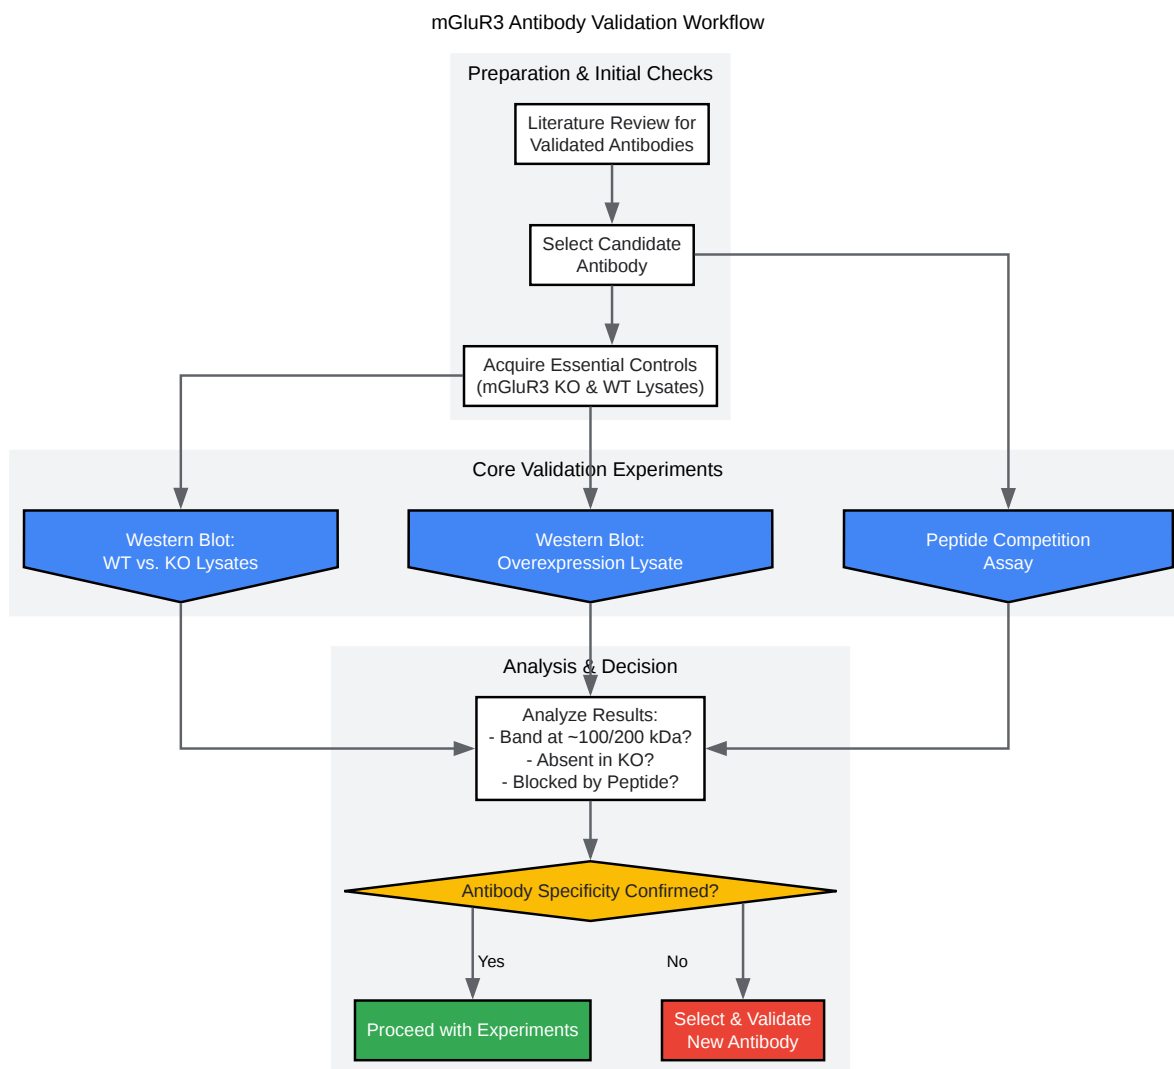 mGluR3 Antibody Validation Workflow
Preparation & Initial Checks
Literature Review for
Validated Antibodies
Select Candidate
Antibody
Acquire Essential Controls
(mGluR3 KO & WT Lysates)
Core Validation Experiments
Western Blot:
WT vs. KO Lysates
Western Blot:
Overexpression Lysate
Peptide Competition
Assay
Analysis & Decision
Analyze Results:
- Band at ~100/200 kDa?
- Absent in KO?
- Blocked by Peptide?
Antibody Specificity Confirmed?
Yes
No
Proceed with Experiments
Select & Validate
New Antibody